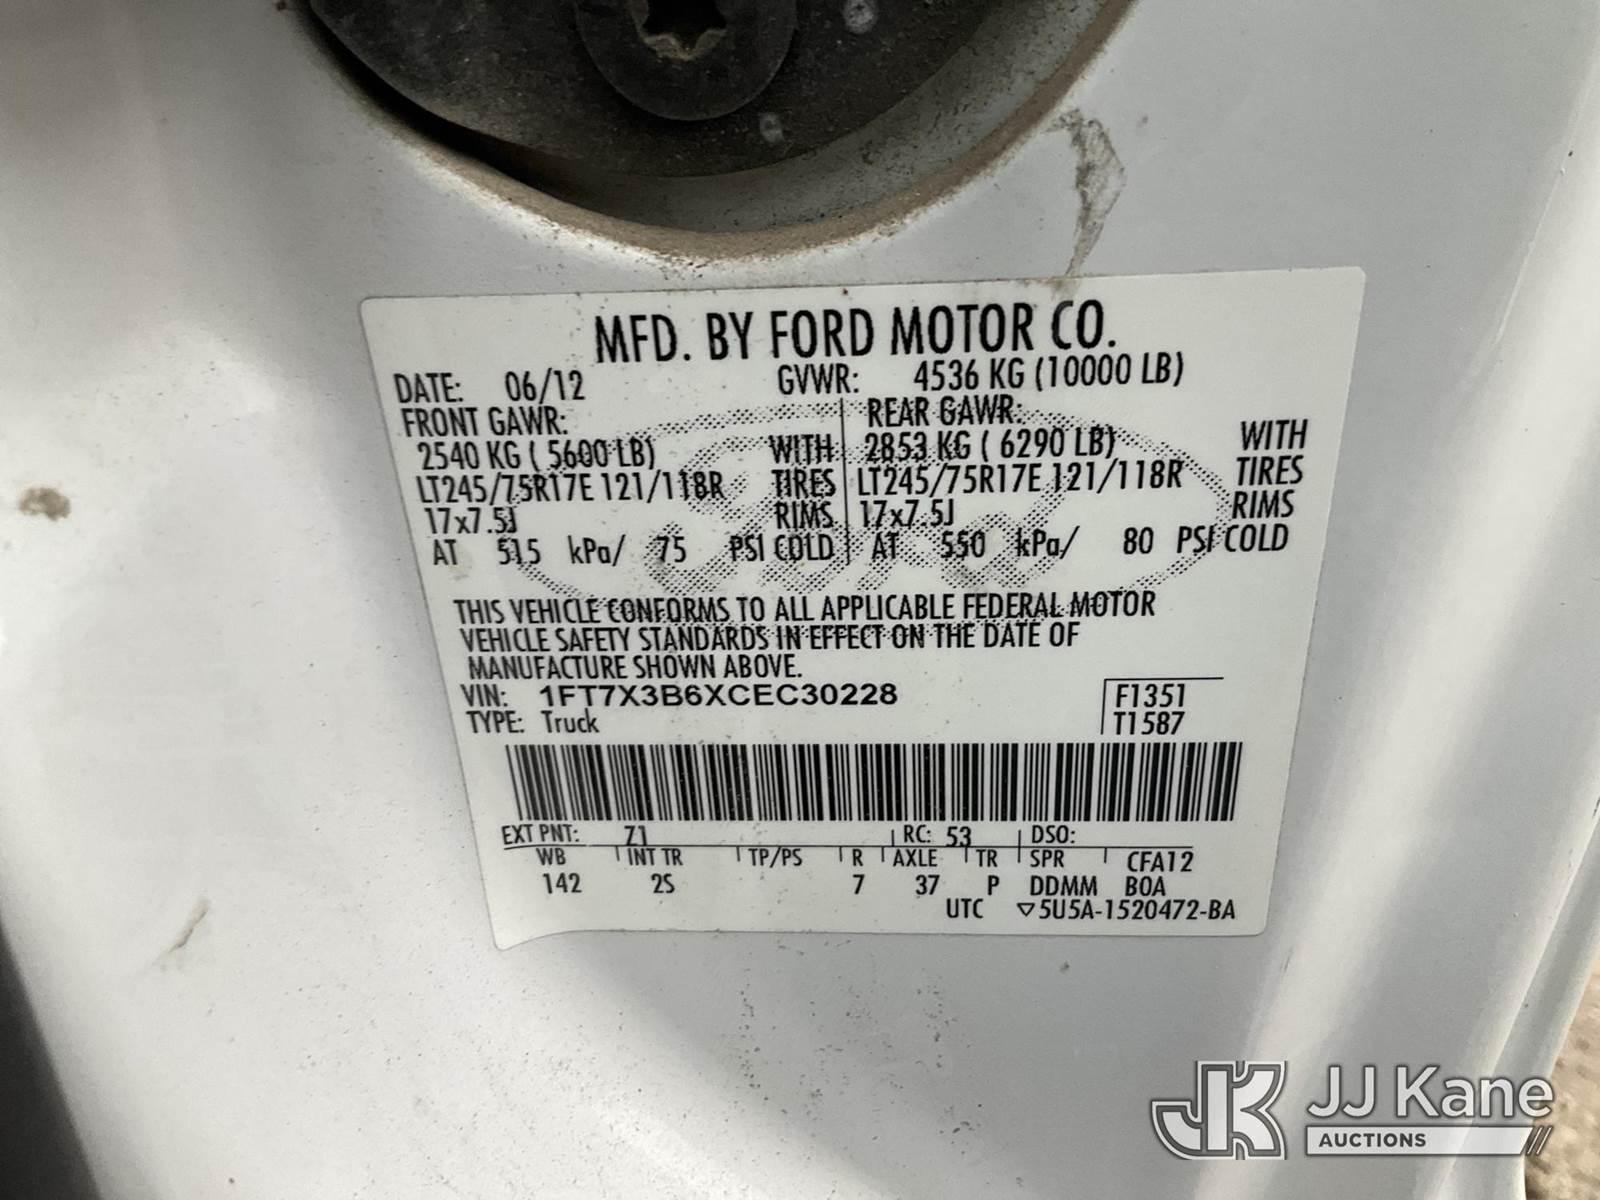 MFD. BY FORD MOTOR CO.
DATE: 06/12 GVWR: 4536 KG (10000 LB)
FRONT GAWR: REAR GAWR:
2540 KG ( 5600 LB) WITH 2853 KG ( 6290 LB) WITH
LT245/75R17E 121/118R TIRES LT245/75R17E 121/118R TIRES
17x7.5J RIMS 17x7.5J RIMS
AT 515 kPa/ 75 PSI COLD AT 550 kPa/ 80 PSI COLD
THIS VEHICLE CONFORMS TO ALL APPLICABLE FEDERAL MOTOR
VEHICLE SAFETY STANDARDS IN EFFECT ON THE DATE OF
MANUFACTURE SHOWN ABOVE.
VIN: 1FT7X3B6XCEC30228 F1351
TYPE: Truck T1587
EXT PNT: Z1 RC: 53 DSO:
WB INT TR TP/PS R AXLE TR SPR CFA12
142 2S 7 37 P DDMM BOA
UTC ▽5U5A-1520472-BA
JK JJ Kane
AUCTIONS